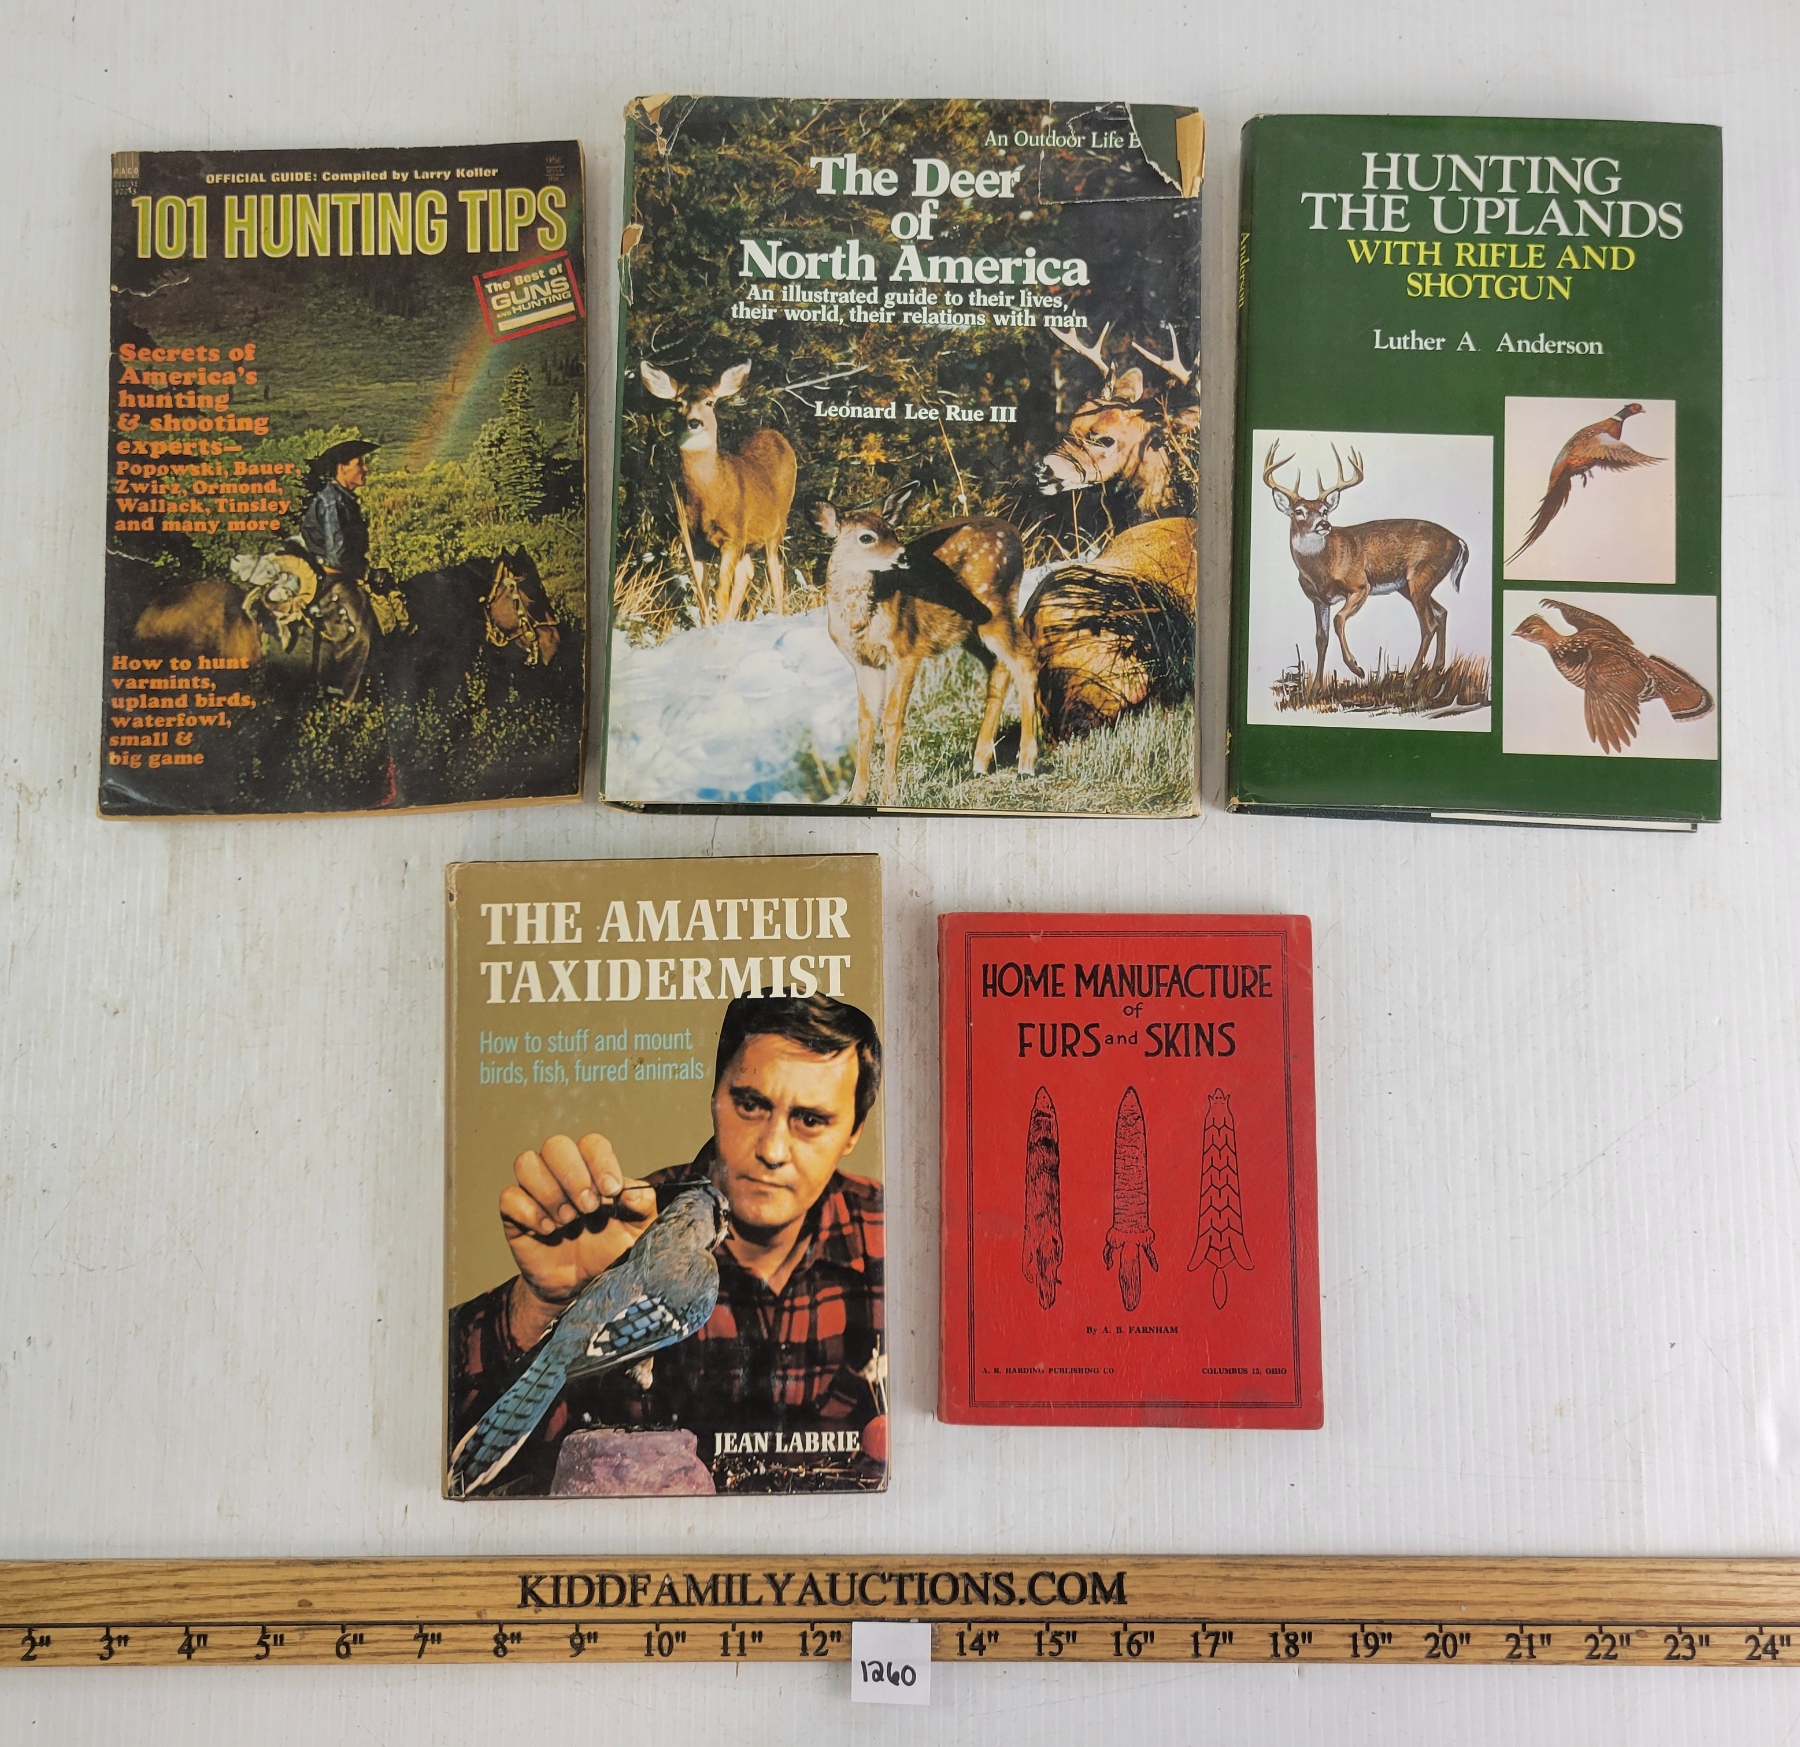 MACO
DELUXE
BOOKS
OFFICIAL GUIDE: Compiled by Larry Koller
95c
101 HUNTING TIPS
The Best of
GUNS
AND HUNTING
Secrets of
America's
hunting
& shooting
experts—
Popowski, Bauer,
Zwirz, Ormond,
Wallack, Tinsley
and many more
How to hunt
varmints,
upland birds,
waterfowl,
small &
big game
An Outdoor Life B
The Deer
of
North America
An illustrated guide to their lives,
their world, their relations with man
Leonard Lee Rue III
HUNTING
THE UPLANDS
WITH RIFLE AND
SHOTGUN
Luther A. Anderson
Anderson
THE AMATEUR
TAXIDERMIST
How to stuff and mount
birds, fish, furred animals
JEAN LABRIE
HOME MANUFACTURE
of
FURS and SKINS
By A. B. FARNHAM
A. R. HARDING PUBLISHING CO. COLUMBUS 15, OHIO
KIDDFAMILYAUCTIONS.COM
2" 3" 4" 5" 6" 7" 8" 9" 10" 11" 12" 14" 15" 16" 17" 18" 19" 20" 21" 22" 23" 24"
1260